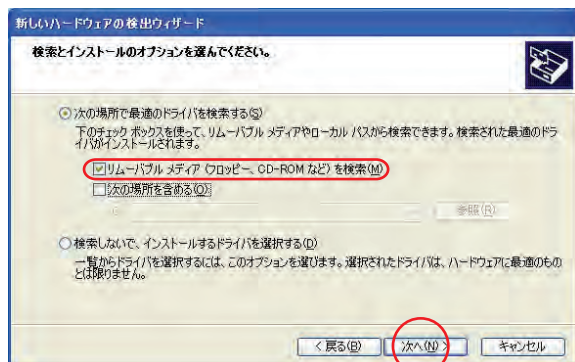 新しいハードウェアの検出ウィザード
検索とインストールのオプションを選んでください。
次の場所で最適のドライバを検索する(S)
下のチェック ボックスを使って、リムーバブル メディアやローカル パスから検索できます。検索された最適のドラ
イバがインストールされます。
リムーバブル メディア (フロッピー、CD-ROM など) を検索(M)
次の場所を含める(O):
参照(R)
検索しないで、インストールするドライバを選択する(D)
一覧からドライバを選択するには、このオプションを選びます。選択されたドライバは、ハードウェアに最適のもの
とは限りません。
< 戻る(B)
次へ(N) >
キャンセル